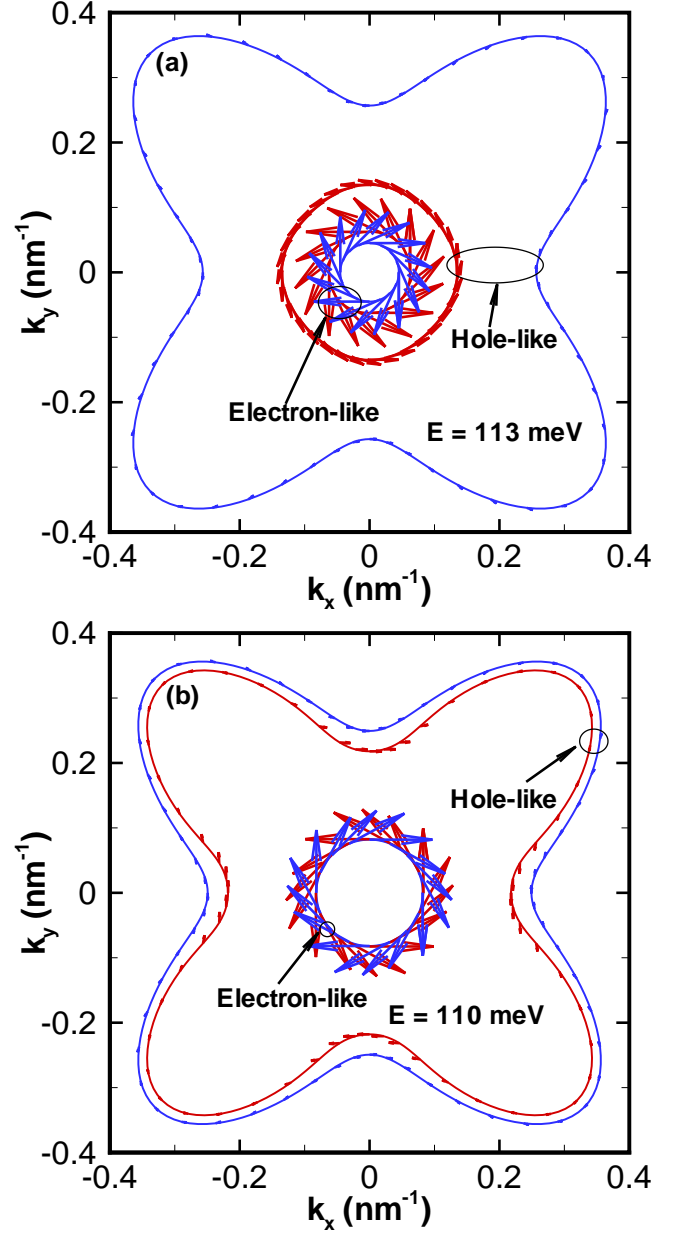 0.4
(a)
0.2
k_y (nm^-1)
0
Hole-like
Electron-like
-0.2
E = 113 meV
-0.4
-0.4 -0.2 0 0.2 0.4
k_x (nm^-1)
0.4
(b)
0.2
Hole-like
k_y (nm^-1)
0
Electron-like
E = 110 meV
-0.2
-0.4
-0.4 -0.2 0 0.2 0.4
k_x (nm^-1)